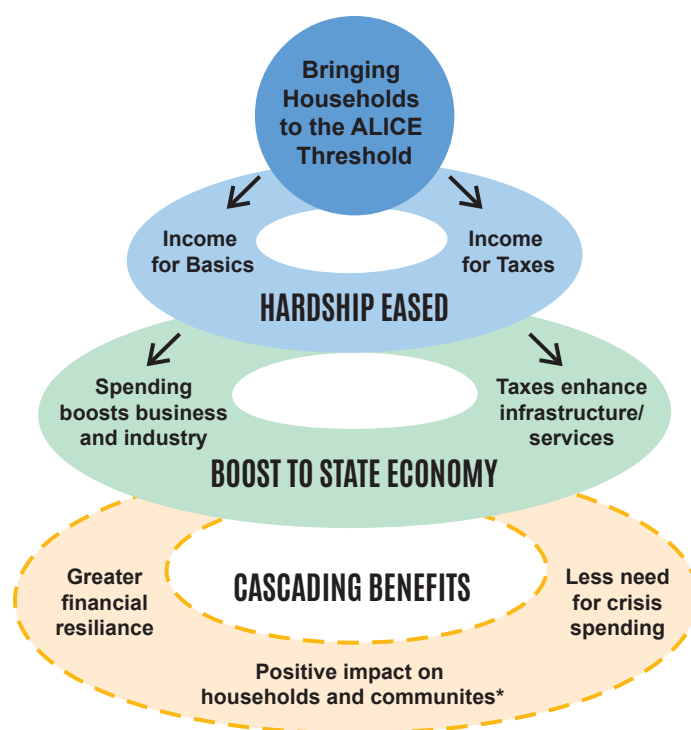 Bringing
Households
to the ALICE
Threshold
Income
for Basics
Income
for Taxes
HARDSHIP EASED
Spending
boosts business
and industry
Taxes enhance
infrastructure/
services
BOOST TO STATE ECONOMY
Greater
financial
resiliance
CASCADING BENEFITS
Less need
for crisis
spending
Positive impact on
households and communites*